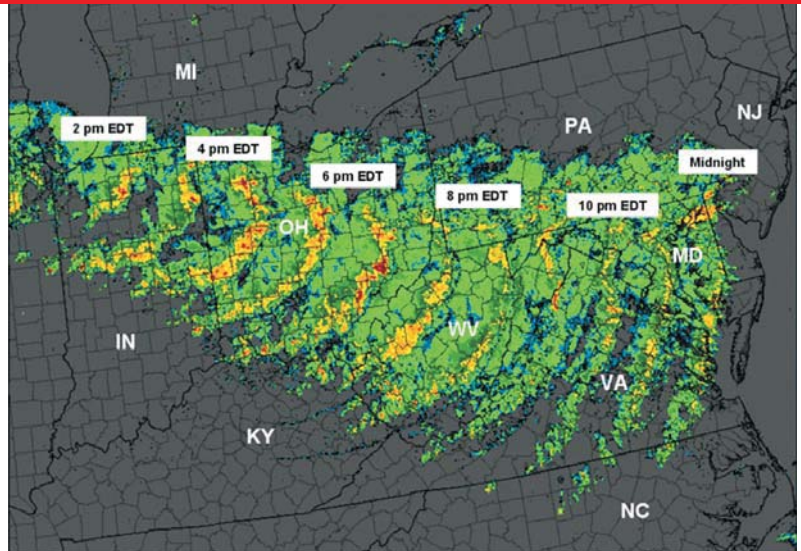 MI
NJ
PA
2 pm EDT
4 pm EDT
6 pm EDT
8 pm EDT
10 pm EDT
Midnight
OH
MD
IN
WV
VA
KY
NC